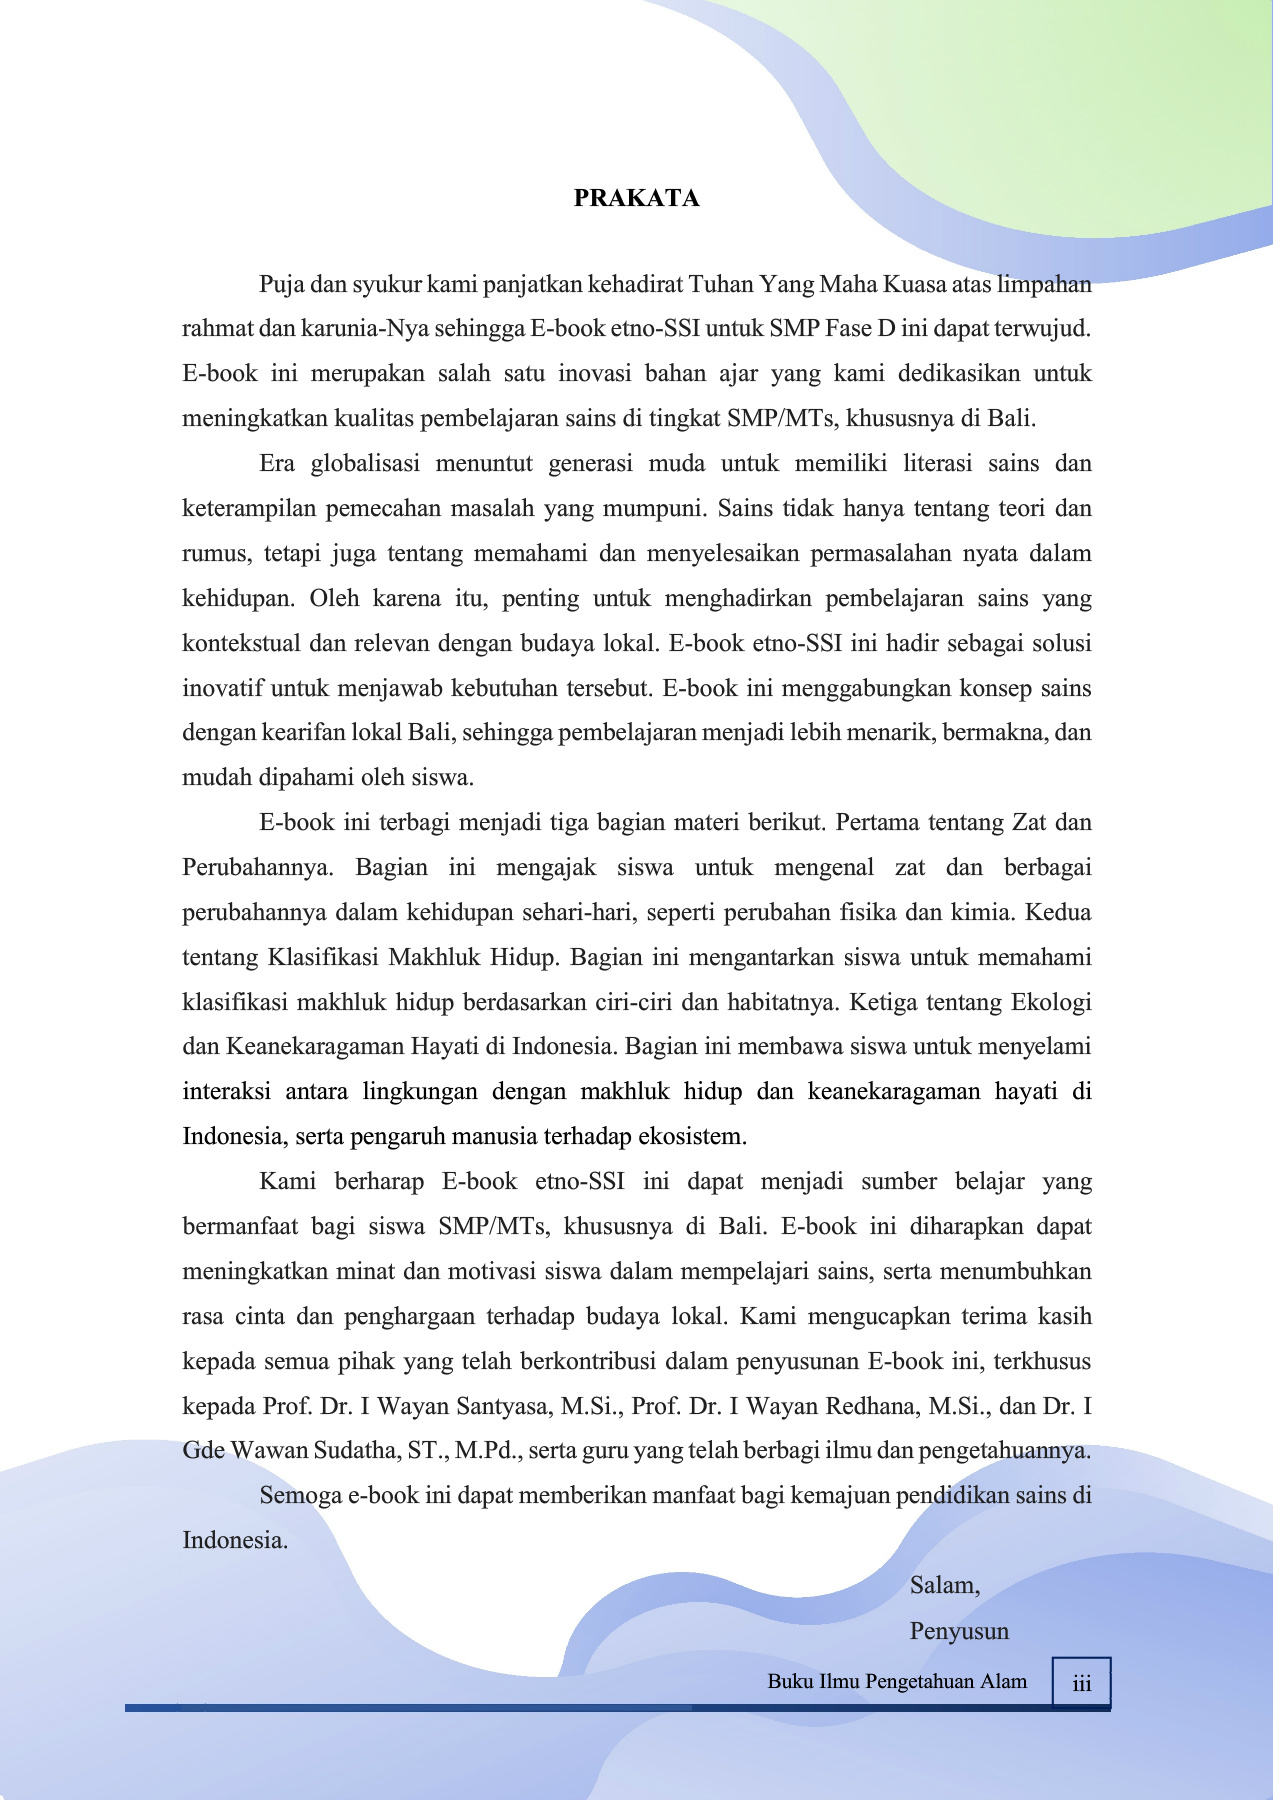 PRAKATA
Puja dan syukur kami panjatkan kehadirat Tuhan Yang Maha Kuasa atas limpahan
rahmat dan karunia-Nya sehingga E-book etno-SSI untuk SMP Fase D ini dapat terwujud.
E-book ini merupakan salah satu inovasi bahan ajar yang kami dedikasikan untuk
meningkatkan kualitas pembelajaran sains di tingkat SMP/MTs, khususnya di Bali.
Era globalisasi menuntut generasi muda untuk memiliki literasi sains dan
keterampilan pemecahan masalah yang mumpuni. Sains tidak hanya tentang teori dan
rumus, tetapi juga tentang memahami dan menyelesaikan permasalahan nyata dalam
kehidupan. Oleh karena itu, penting untuk menghadirkan pembelajaran sains yang
kontekstual dan relevan dengan budaya lokal. E-book etno-SSI ini hadir sebagai solusi
inovatif untuk menjawab kebutuhan tersebut. E-book ini menggabungkan konsep sains
dengan kearifan lokal Bali, sehingga pembelajaran menjadi lebih menarik, bermakna, dan
mudah dipahami oleh siswa.
E-book ini terbagi menjadi tiga bagian materi berikut. Pertama tentang Zat dan
Perubahannya. Bagian ini mengajak siswa untuk mengenal zat dan berbagai
perubahannya dalam kehidupan sehari-hari, seperti perubahan fisika dan kimia. Kedua
tentang Klasifikasi Makhluk Hidup. Bagian ini mengantarkan siswa untuk memahami
klasifikasi makhluk hidup berdasarkan ciri-ciri dan habitatnya. Ketiga tentang Ekologi
dan Keanekaragaman Hayati di Indonesia. Bagian ini membawa siswa untuk menyelami
interaksi antara lingkungan dengan makhluk hidup dan keanekaragaman hayati di
Indonesia, serta pengaruh manusia terhadap ekosistem.
Kami berharap E-book etno-SSI ini dapat menjadi sumber belajar yang
bermanfaat bagi siswa SMP/MTs, khususnya di Bali. E-book ini diharapkan dapat
meningkatkan minat dan motivasi siswa dalam mempelajari sains, serta menumbuhkan
rasa cinta dan penghargaan terhadap budaya lokal. Kami mengucapkan terima kasih
kepada semua pihak yang telah berkontribusi dalam penyusunan E-book ini, terkhusus
kepada Prof. Dr. I Wayan Santyasa, M.Si., Prof. Dr. I Wayan Redhana, M.Si., dan Dr. I
Gde Wawan Sudatha, ST., M.Pd., serta guru yang telah berbagi ilmu dan pengetahuannya.
Semoga e-book ini dapat memberikan manfaat bagi kemajuan pendidikan sains di
Indonesia.
Salam,
Penyusun
Buku Ilmu Pengetahuan Alam iii